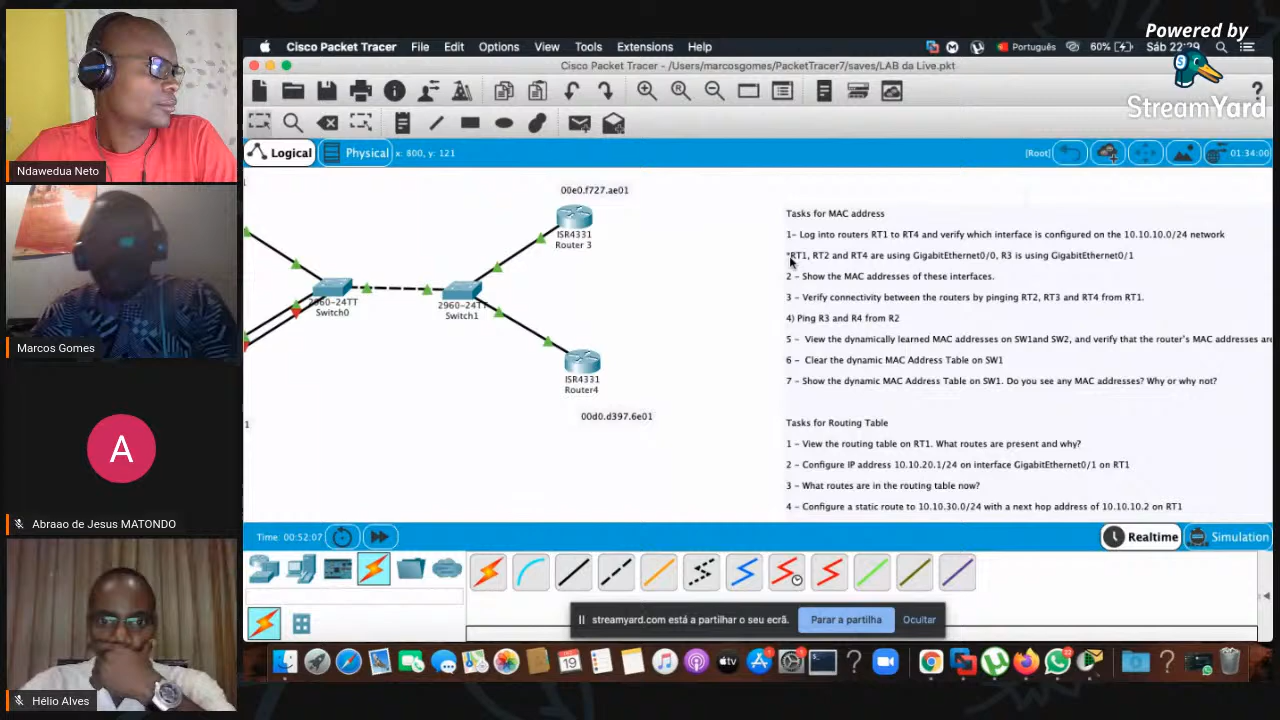 Powered by
StreamYard
Cisco Packet Tracer File Edit Options View Tools Extensions Help
Português 60% Sáb 22:29
Cisco Packet Tracer - /Users/marcosgomes/PacketTracer7/saves/LAB da Live.pkt
Logical Physical x: 800, y: 121 [Root] 01:34:00
Ndawedua Neto
Marcos Gomes
A
Abraao de Jesus MATONDO
Hélio Alves
00e0.f727.ae01
ISR4331
Router 3
2960-24TT
Switch0
2960-24TT
Switch1
ISR4331
Router4
00d0.d397.6e01
1
Tasks for MAC address
1- Log into routers RT1 to RT4 and verify which interface is configured on the 10.10.10.0/24 network
*RT1, RT2 and RT4 are using GigabitEthernet0/0, R3 is using GigabitEthernet0/1
2 - Show the MAC addresses of these interfaces.
3 - Verify connectivity between the routers by pinging RT2, RT3 and RT4 from RT1.
4) Ping R3 and R4 from R2
5 - View the dynamically learned MAC addresses on SW1and SW2, and verify that the router's MAC addresses are
6 - Clear the dynamic MAC Address Table on SW1
7 - Show the dynamic MAC Address Table on SW1. Do you see any MAC addresses? Why or why not?
Tasks for Routing Table
1 - View the routing table on RT1. What routes are present and why?
2 - Configure IP address 10.10.20.1/24 on interface GigabitEthernet0/1 on RT1
3 - What routes are in the routing table now?
4 - Configure a static route to 10.10.30.0/24 with a next hop address of 10.10.10.2 on RT1
Time: 00:52:07 Realtime Simulation
streamyard.com está a partilhar o seu ecrã. Parar a partilha Ocultar